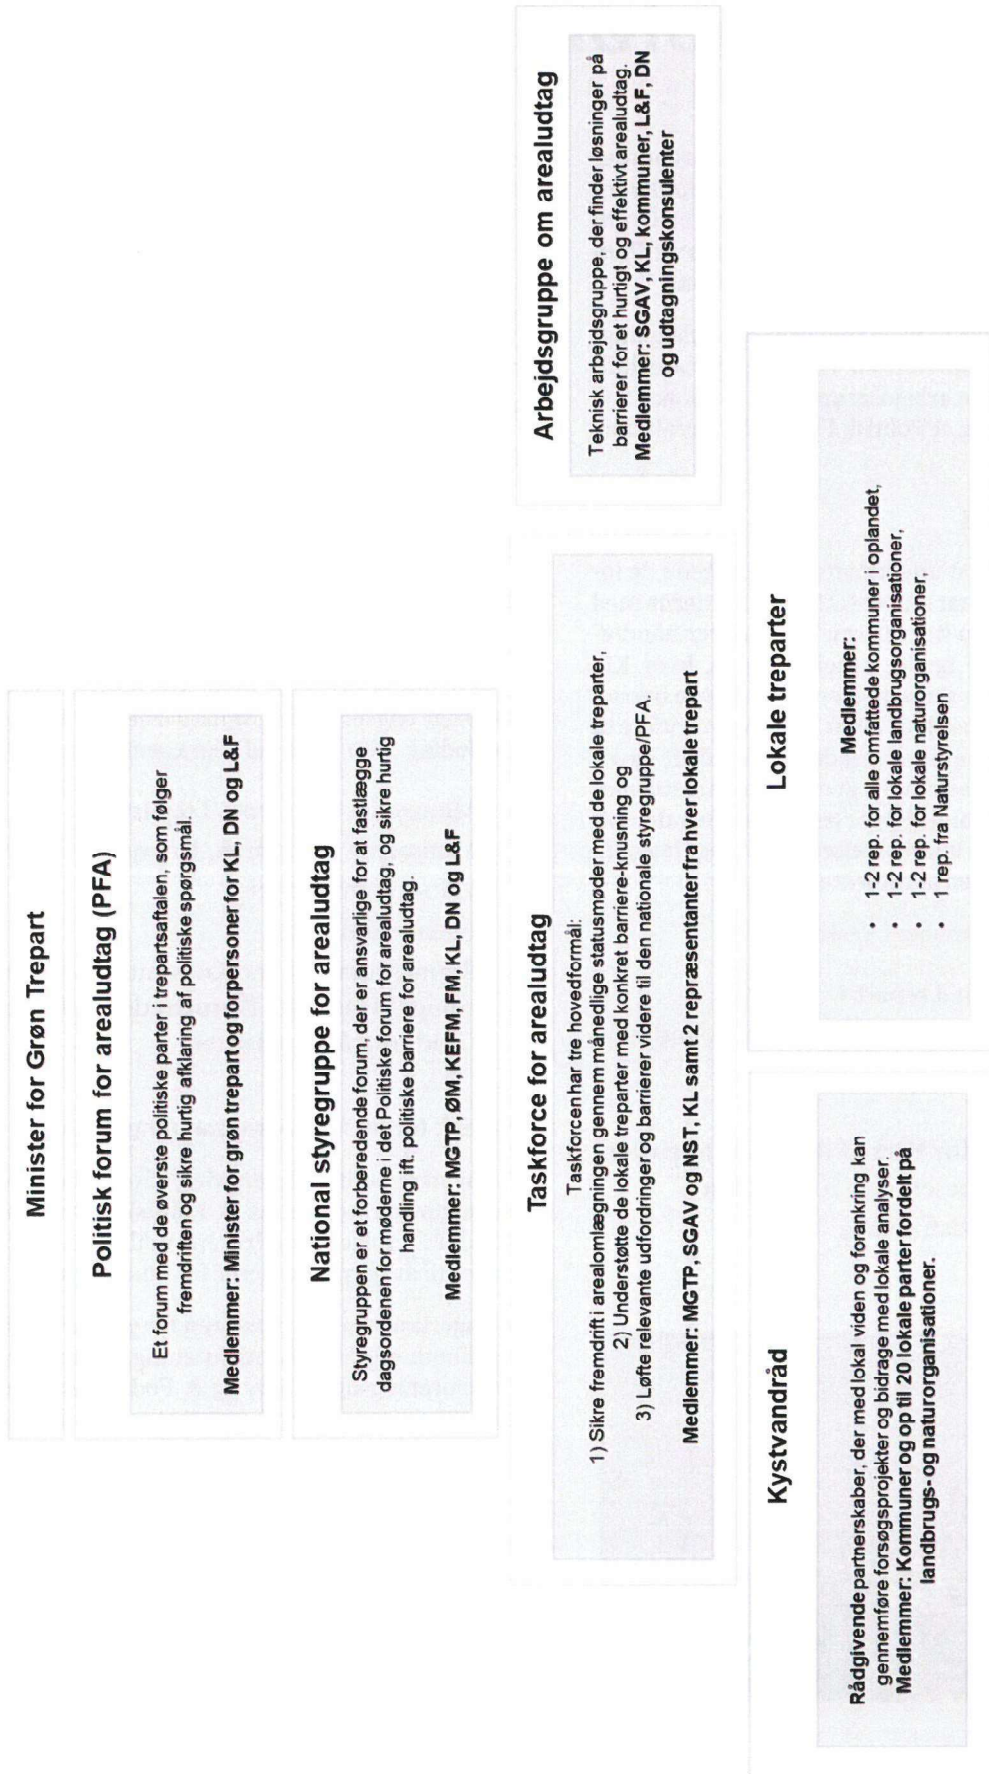 Minister for Grøn Trepart
Politisk forum for arealudtag (PFA)
Et forum med de øverste politiske parter i trepartsaftalen, som følger
fremdriften og sikre hurtig afklaring af politiske spørgsmål.
Medlemmer: Minister for grøn trepart og forpersoner for KL, DN og L&F
National styregruppe for arealudtag
Styregruppen er et forberedende forum, der er ansvarlige for at fastlægge
dagsordenen for møderne i det Politiske forum for arealudtag, og sikre hurtig
handling ift. politiske barriere for arealudtag.
Medlemmer: MGTP, ØM, KEFM, FM, KL, DN og L&F
Taskforce for arealudtag
Taskforcen har tre hovedformål:
1) Sikre fremdrift i arealomlægningen gennem månedlige statusmøder med de lokale treparter,
2) Understøtte de lokale treparter med konkret barriere-knusning og
3) Løfte relevante udfordringer og barrierer videre til den nationale styregruppe/PFA.
Medlemmer: MGTP, SGAV og NST, KL samt 2 repræsentanter fra hver lokale trepart
Arbejdsgruppe om arealudtag
Teknisk arbejdsgruppe, der finder løsninger på
barrierer for et hurtigt og effektivt arealudtag.
Medlemmer: SGAV, KL, kommuner, L&F, DN
og udtagningskonsulenter
Kystvandråd
Rådgivende partnerskaber, der med lokal viden og forankring kan
gennemføre forsøgsprojekter og bidrage med lokale analyser.
Medlemmer: Kommuner og op til 20 lokale parter fordelt på
landbrugs- og naturorganisationer.
Lokale treparter
Medlemmer:
• 1-2 rep. for alle omfattede kommuner i oplandet,
• 1-2 rep. for lokale landbrugsorganisationer,
• 1-2 rep. for lokale naturorganisationer,
• 1 rep. fra Naturstyrelsen